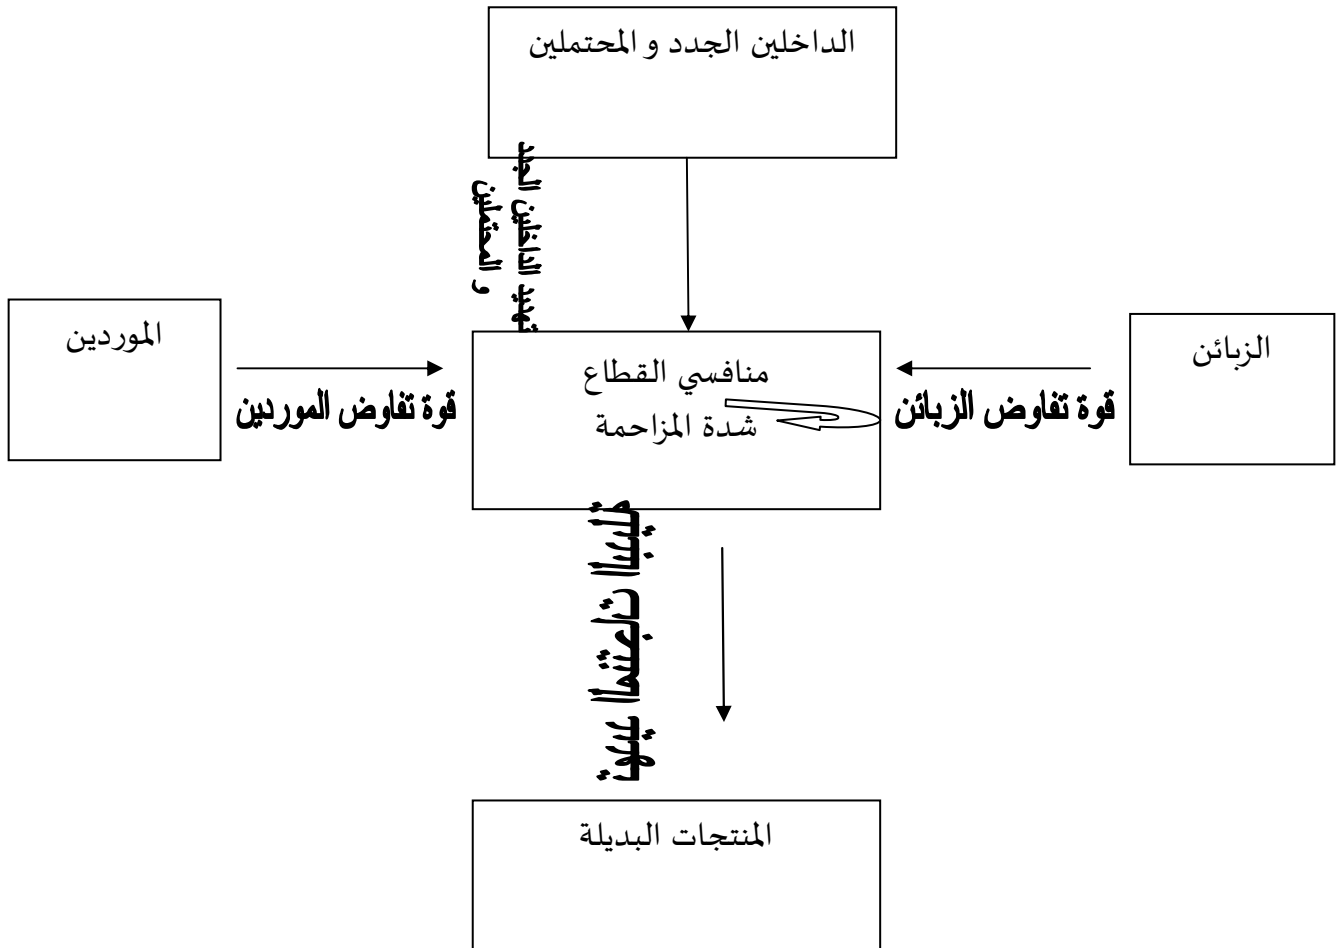 الداخلين الجدد و المحتملين
تهديد الداخلين الجدد
و المحتملين
الموردين
الزبائن
منافسي القطاع
شدة المزاحمة
قوة تفاوض الموردين
قوة تفاوض الزبائن
تهديد المنتجات البديلة
المنتجات البديلة